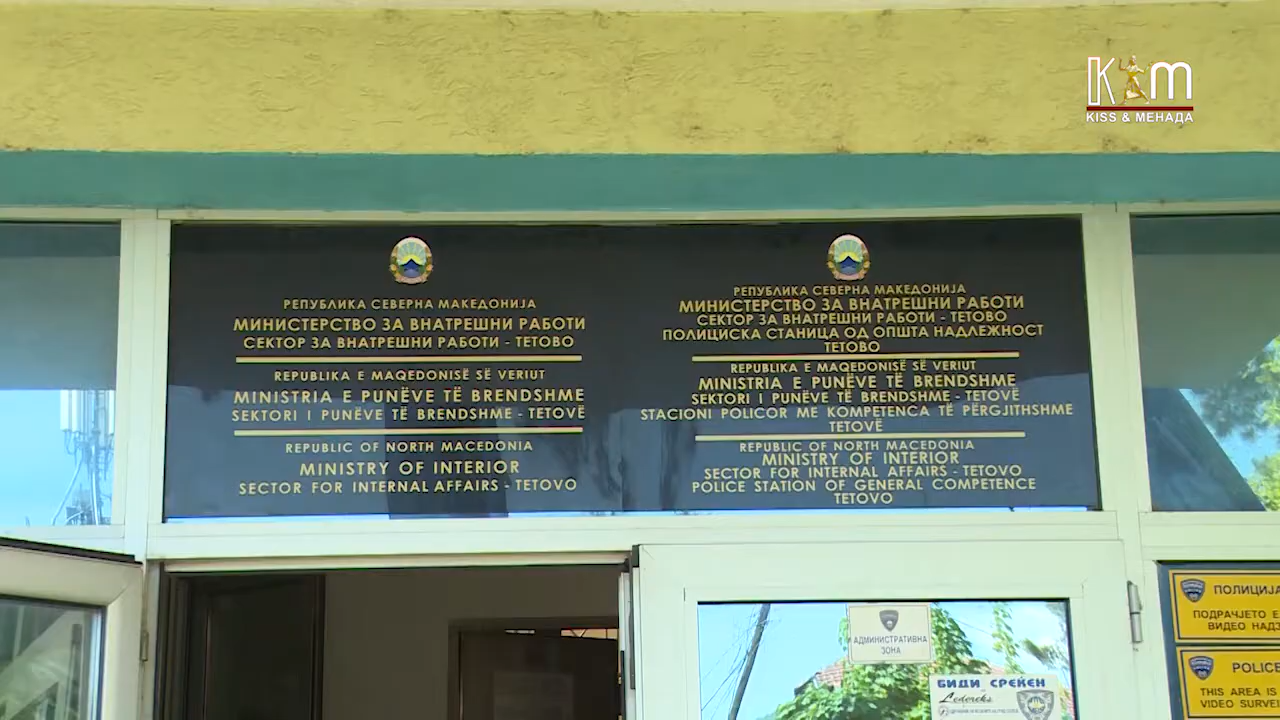 KM
KISS & МЕНАДА
РЕПУБЛИКА СЕВЕРНА МАКЕДОНИЈА
МИНИСТЕРСТВО ЗА ВНАТРЕШНИ РАБОТИ
СЕКТОР ЗА ВНАТРЕШНИ РАБОТИ - ТЕТОВО
REPUBLIKA E MAQEDONISË SË VERIUT
MINISTRIA E PUNËVE TË BRENDSHME
SEKTORI I PUNËVE TË BRENDSHME - TETOVË
REPUBLIC OF NORTH MACEDONIA
MINISTRY OF INTERIOR
SECTOR FOR INTERNAL AFFAIRS - TETOVO
РЕПУБЛИКА СЕВЕРНА МАКЕДОНИЈА
МИНИСТЕРСТВО ЗА ВНАТРЕШНИ РАБОТИ
СЕКТОР ЗА ВНАТРЕШНИ РАБОТИ - ТЕТОВО
ПОЛИЦИСКА СТАНИЦА ОД ОПШТА НАДЛЕЖНОСТ
ТЕТОВО
REPUBLIKA E MAQEDONISË SË VERIUT
MINISTRIA E PUNËVE TË BRENDSHME
SEKTORI I PUNËVE TË BRENDSHME - TETOVË
STACIONI POLICOR ME KOMPETENCA TË PËRGJITHSHME
TETOVË
REPUBLIC OF NORTH MACEDONIA
MINISTRY OF INTERIOR
SECTOR FOR INTERNAL AFFAIRS - TETOVO
POLICE STATION OF GENERAL COMPETENCE
TETOVO
АДМИНИСТРАТИВНА
ЗОНА
БИДИ СРЕЌЕН
Ledereks
ПОЛИЦИЈА
ПОДРАЧЈЕТО Е
ВИДЕО НАДЗ
POLICE
THIS AREA IS
VIDEO SURVE